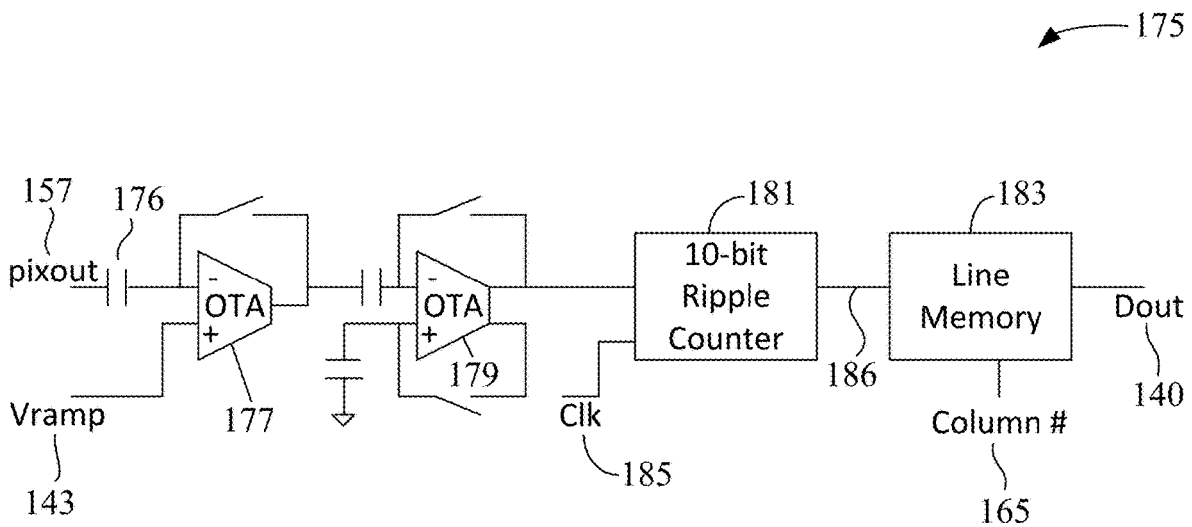 175
157
176
181
183
pixout
-
OTA
+
-
OTA
+
10-bit
Ripple
Counter
Line
Memory
Dout
Vramp
177
179
Clk
186
Column #
140
143
185
165